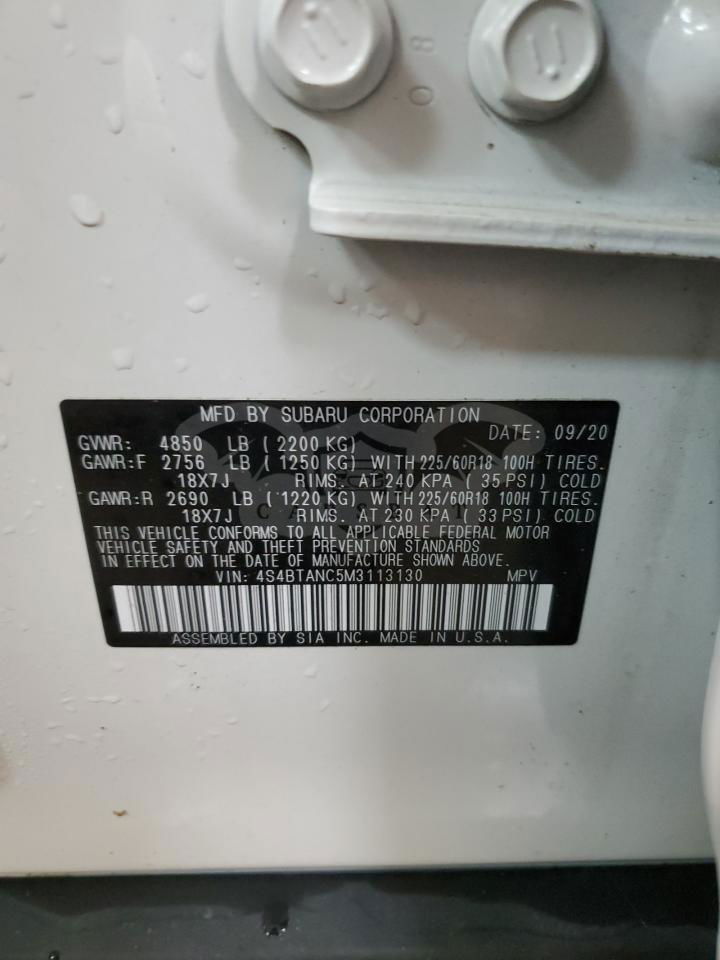 8
O
MFD BY SUBARU CORPORATION
DATE: 09/20
GVWR: 4850 LB (2200 KG)
GAWR:F 2756 LB (1250 KG) WITH 225/60R18 100H TIRES.
18X7J RIMS. AT 240 KPA (35 PSI) COLD
GAWR:R 2690 LB (1220 KG) WITH 225/60R18 100H TIRES.
18X7J RIMS. AT 230 KPA (33 PSI) COLD
THIS VEHICLE CONFORMS TO ALL APPLICABLE FEDERAL MOTOR
VEHICLE SAFETY AND THEFT PREVENTION STANDARDS
IN EFFECT ON THE DATE OF MANUFACTURE SHOWN ABOVE.
VIN: 4S4BTANC5M3113130 MPV
ASSEMBLED BY SIA INC. MADE IN U.S.A.